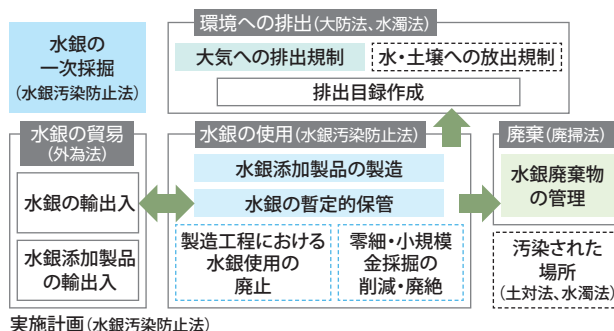 水銀の
一次採掘
(水銀汚染防止法)
環境への排出(大防法、水濁法)
大気への排出規制
水・土壌への放出規制
排出目録作成
水銀の貿易
(外為法)
水銀の輸出入
水銀添加製品
の輸出入
水銀の使用(水銀汚染防止法)
水銀添加製品の製造
水銀の暫定的保管
製造工程における
水銀使用の
廃止
零細・小規模
金採掘の
削減・廃絶
廃棄(廃掃法)
水銀廃棄物
の管理
汚染された
場所
(土対法、水濁法)
実施計画(水銀汚染防止法)